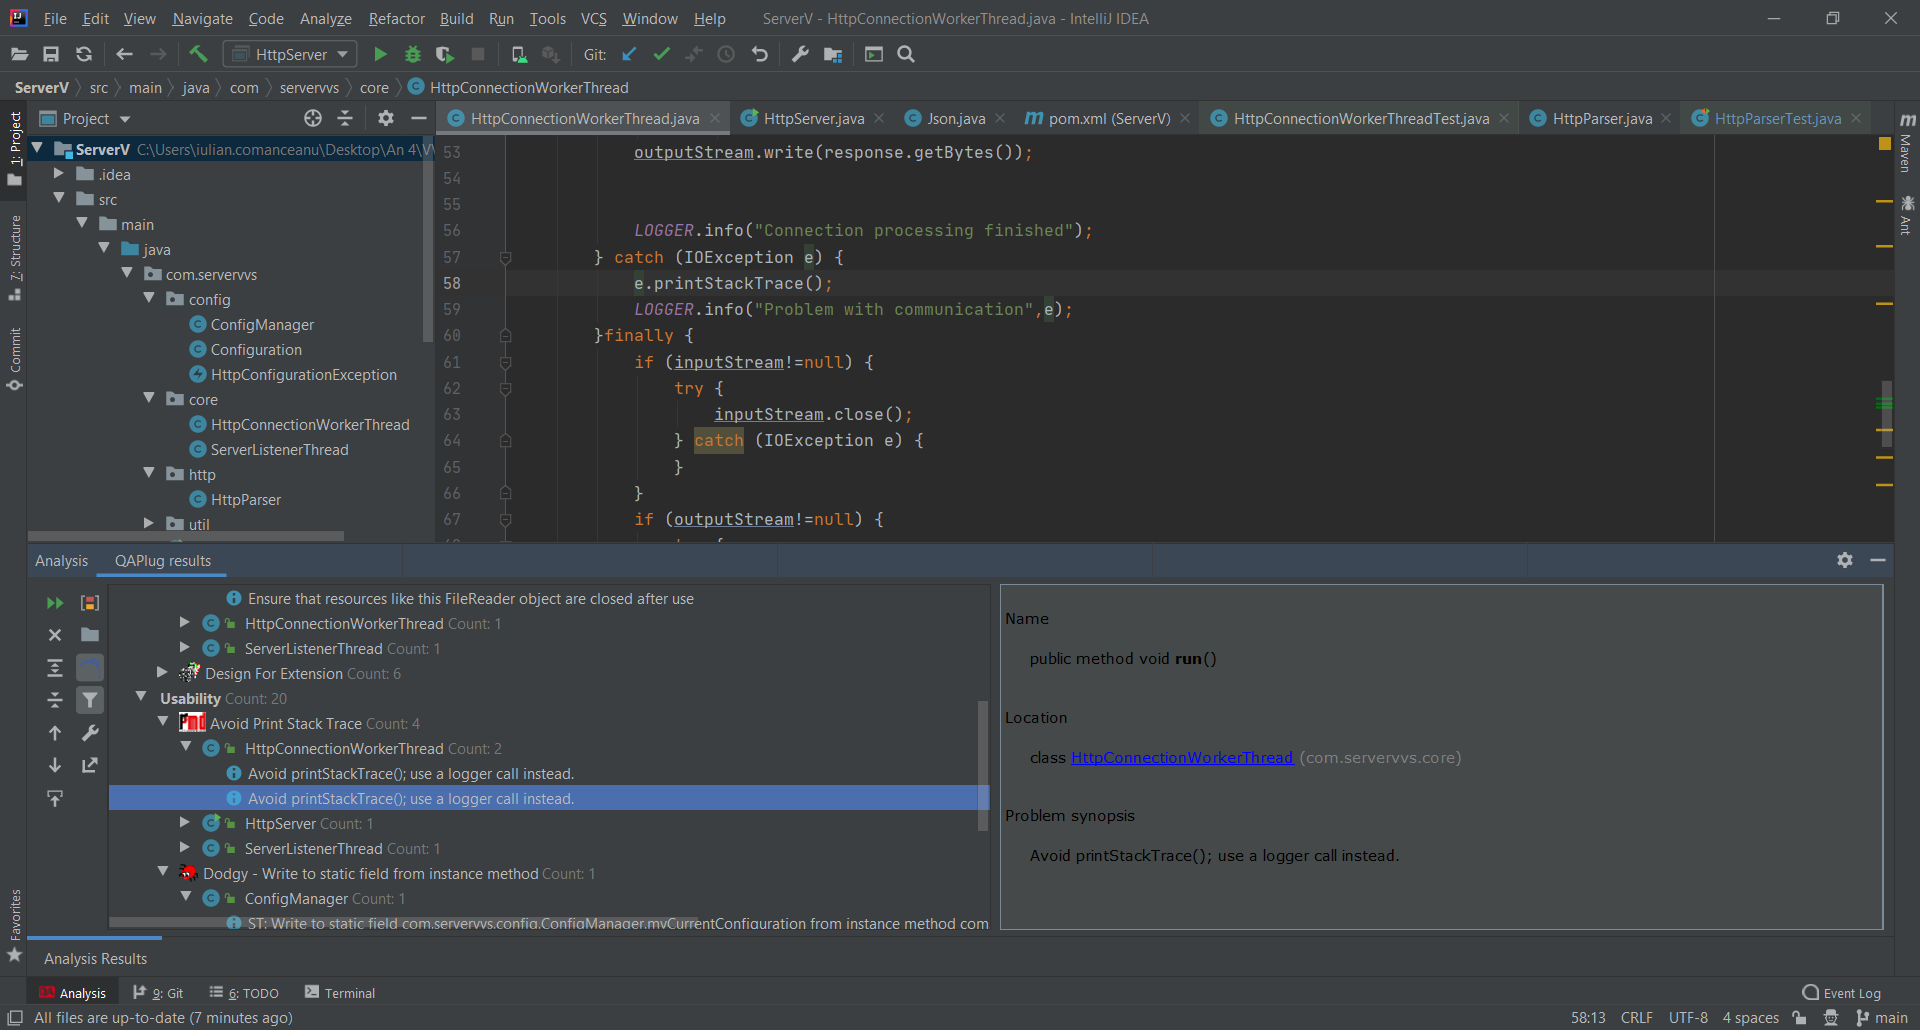 File Edit View Navigate Code Analyze Refactor Build Run Tools VCS Window Help ServerV - HttpConnectionWorkerThread.java - IntelliJ IDEA
HttpServer Git:
ServerV src main java com servervvs core HttpConnectionWorkerThread
Project
HttpConnectionWorkerThread.java HttpServer.java Json.java pom.xml (ServerV) HttpConnectionWorkerThreadTest.java HttpParser.java HttpParserTest.java
1: Project
7: Structure
Commit
Favorites
Maven
Ant
ServerV C:\Users\iulian.comanceanu\Desktop\An 4\V
.idea
src
main
java
com.servervvs
config
ConfigManager
Configuration
HttpConfigurationException
core
HttpConnectionWorkerThread
ServerListenerThread
http
HttpParser
util
53 outputStream.write(response.getBytes());
54
55
56 LOGGER.info("Connection processing finished");
57 } catch (IOException e) {
58 e.printStackTrace();
59 LOGGER.info("Problem with communication",e);
60 }finally {
61 if (inputStream!=null) {
62 try {
63 inputStream.close();
64 } catch (IOException e) {
65 }
66 }
67 if (outputStream!=null) {
Analysis QAPlug results
Ensure that resources like this FileReader object are closed after use
HttpConnectionWorkerThread Count: 1
ServerListenerThread Count: 1
Design For Extension Count: 6
Usability Count: 20
Avoid Print Stack Trace Count: 4
HttpConnectionWorkerThread Count: 2
Avoid printStackTrace(); use a logger call instead.
Avoid printStackTrace(); use a logger call instead.
HttpServer Count: 1
ServerListenerThread Count: 1
Dodgy - Write to static field from instance method Count: 1
ConfigManager Count: 1
ST: Write to static field com.servervvs.config.ConfigManager.myCurrentConfiguration from instance method com
Name
public method void run()
Location
class HttpConnectionWorkerThread (com.servervvs.core)
Problem synopsis
Avoid printStackTrace(); use a logger call instead.
Analysis Results
Analysis 9: Git 6: TODO Terminal Event Log
All files are up-to-date (7 minutes ago) 58:13 CRLF UTF-8 4 spaces main